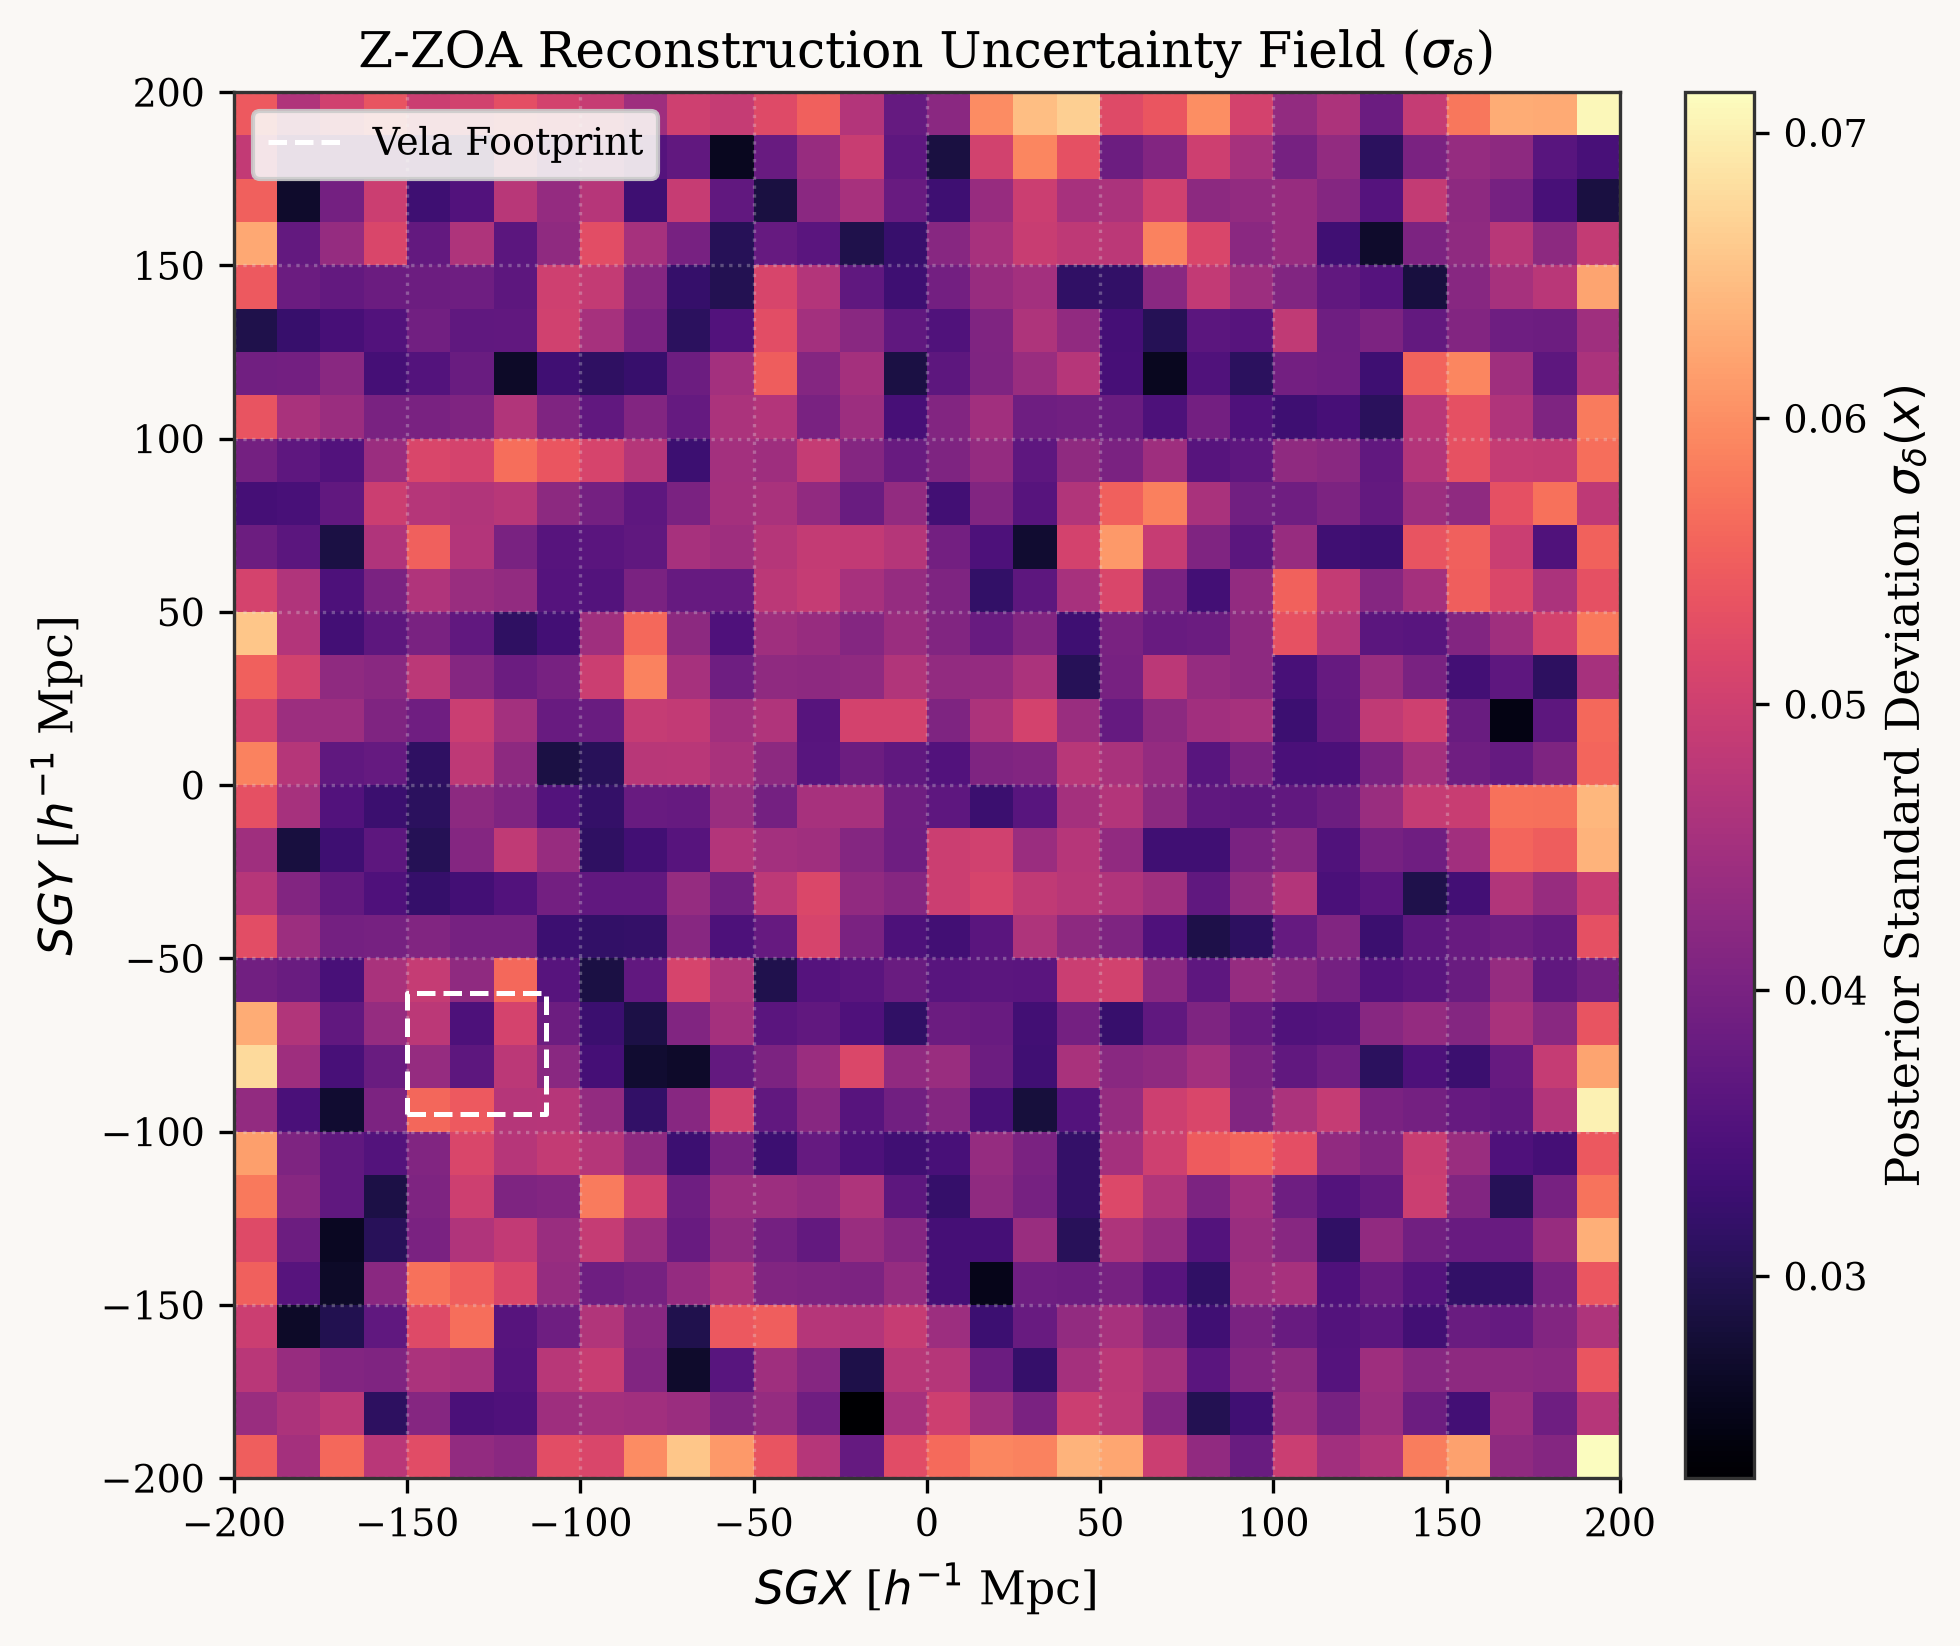 Z-ZOA Reconstruction Uncertainty Field (σδ)
Vela Footprint
200
150
100
50
0
−50
−100
−150
−200
SGY [h⁻¹ Mpc]
−200 −150 −100 −50 0 50 100 150 200
SGX [h⁻¹ Mpc]
0.07
0.06
0.05
0.04
0.03
Posterior Standard Deviation σδ(x)